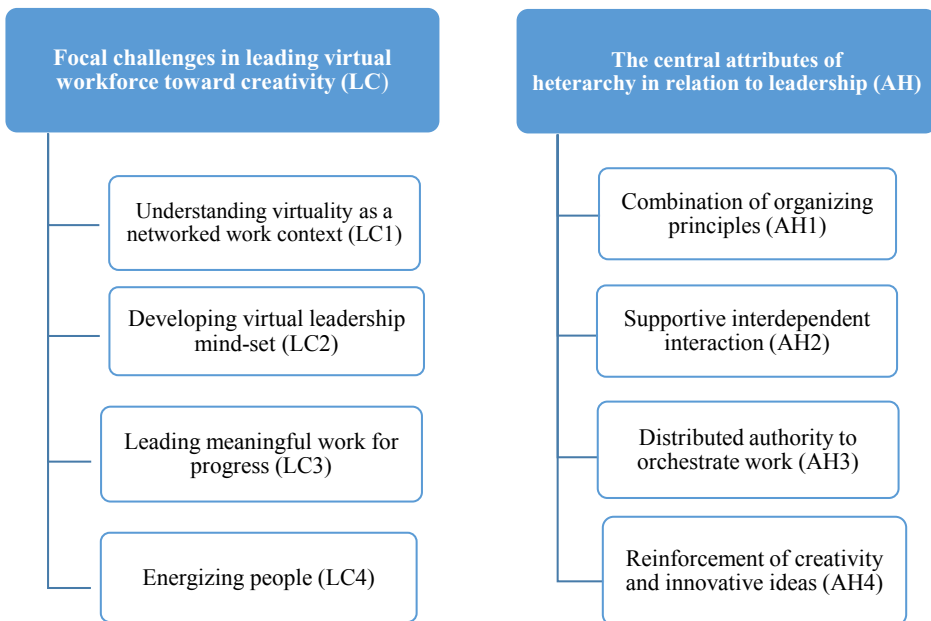 Focal challenges in leading virtual
workforce toward creativity (LC)
Understanding virtuality as a
networked work context (LC1)
Developing virtual leadership
mind-set (LC2)
Leading meaningful work for
progress (LC3)
Energizing people (LC4)
The central attributes of
heterarchy in relation to leadership (AH)
Combination of organizing
principles (AH1)
Supportive interdependent
interaction (AH2)
Distributed authority to
orchestrate work (AH3)
Reinforcement of creativity
and innovative ideas (AH4)